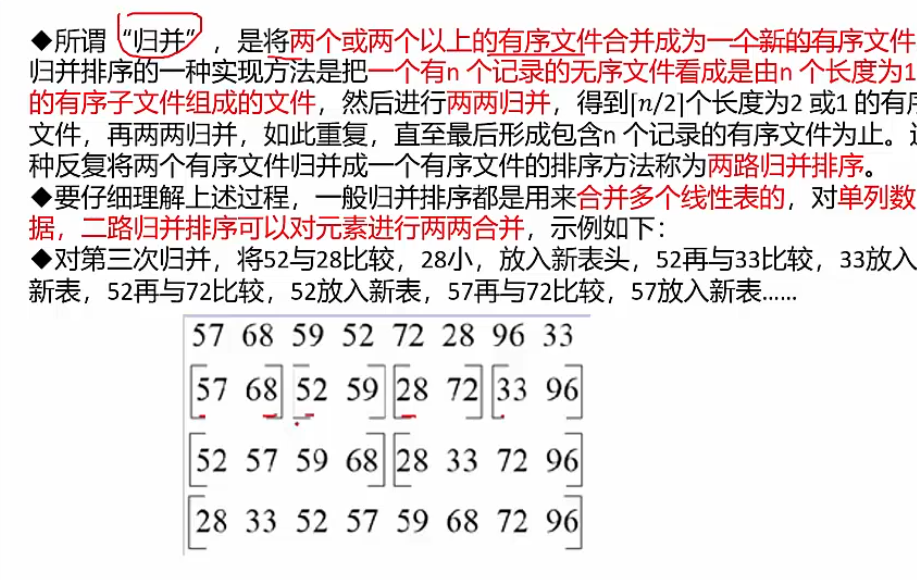 ◆所谓“归并”，是将两个或两个以上的有序文件合并成为一个新的有序文件
归并排序的一种实现方法是把一个有n 个记录的无序文件看成是由n 个长度为1
的有序子文件组成的文件，然后进行两两归并，得到⌈n/2⌉个长度为2 或1 的有序
文件，再两两归并，如此重复，直至最后形成包含n 个记录的有序文件为止。
种反复将两个有序文件归并成一个有序文件的排序方法称为两路归并排序。
◆要仔细理解上述过程，一般归并排序都是用来合并多个线性表的，对单列数
据，二路归并排序可以对元素进行两两合并，示例如下：
◆对第三次归并，将52与28比较，28小，放入新表头，52再与33比较，33放入
新表，52再与72比较，52放入新表，57再与72比较，57放入新表……
57 68 59 52 72 28 96 33
[57 68] [52 59] [28 72] [33 96]
[52 57 59 68] [28 33 72 96]
[28 33 52 57 59 68 72 96]